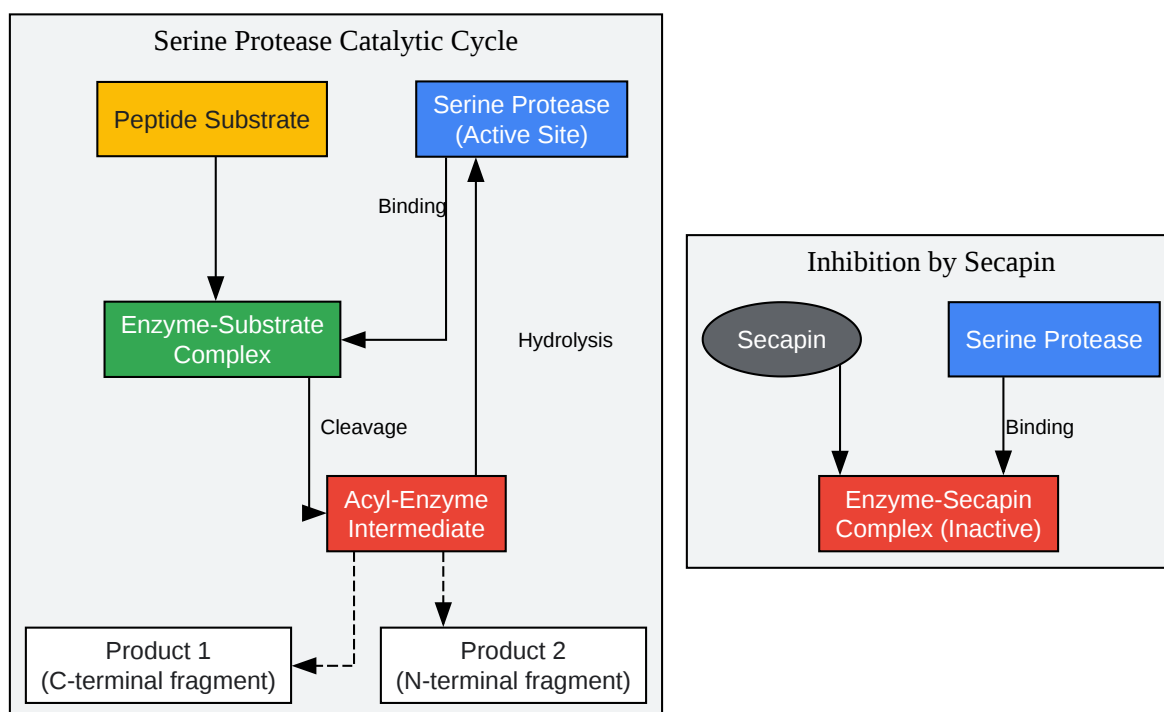 Serine Protease Catalytic Cycle
Peptide Substrate
Serine Protease
(Active Site)
Binding
Enzyme-Substrate
Complex
Hydrolysis
Cleavage
Acyl-Enzyme
Intermediate
Product 1
(C-terminal fragment)
Product 2
(N-terminal fragment)
Inhibition by Secapin
Secapin
Serine Protease
Binding
Enzyme-Secapin
Complex (Inactive)